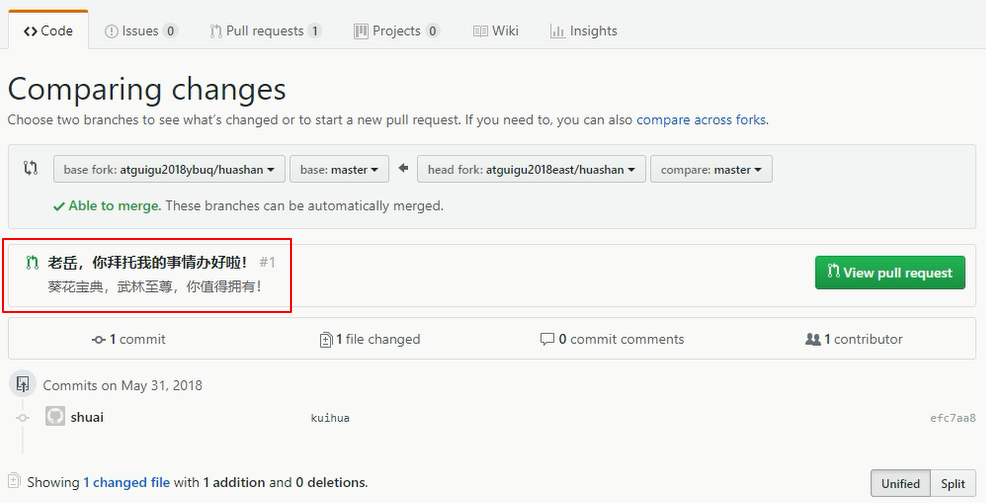 Code Issues 0 Pull requests 1 Projects 0 Wiki Insights
Comparing changes
Choose two branches to see what's changed or to start a new pull request. If you need to, you can also compare across forks.
base fork: atguigu2018ybuq/huashan base: master head fork: atguigu2018east/huashan compare: master
Able to merge. These branches can be automatically merged.
老岳，你拜托我的事情办好啦！ #1
葵花宝典，武林至尊，你值得拥有！
View pull request
1 commit 1 file changed 0 commit comments 1 contributor
Commits on May 31, 2018
shuai kuihua efc7aa8
Showing 1 changed file with 1 addition and 0 deletions.
Unified Split